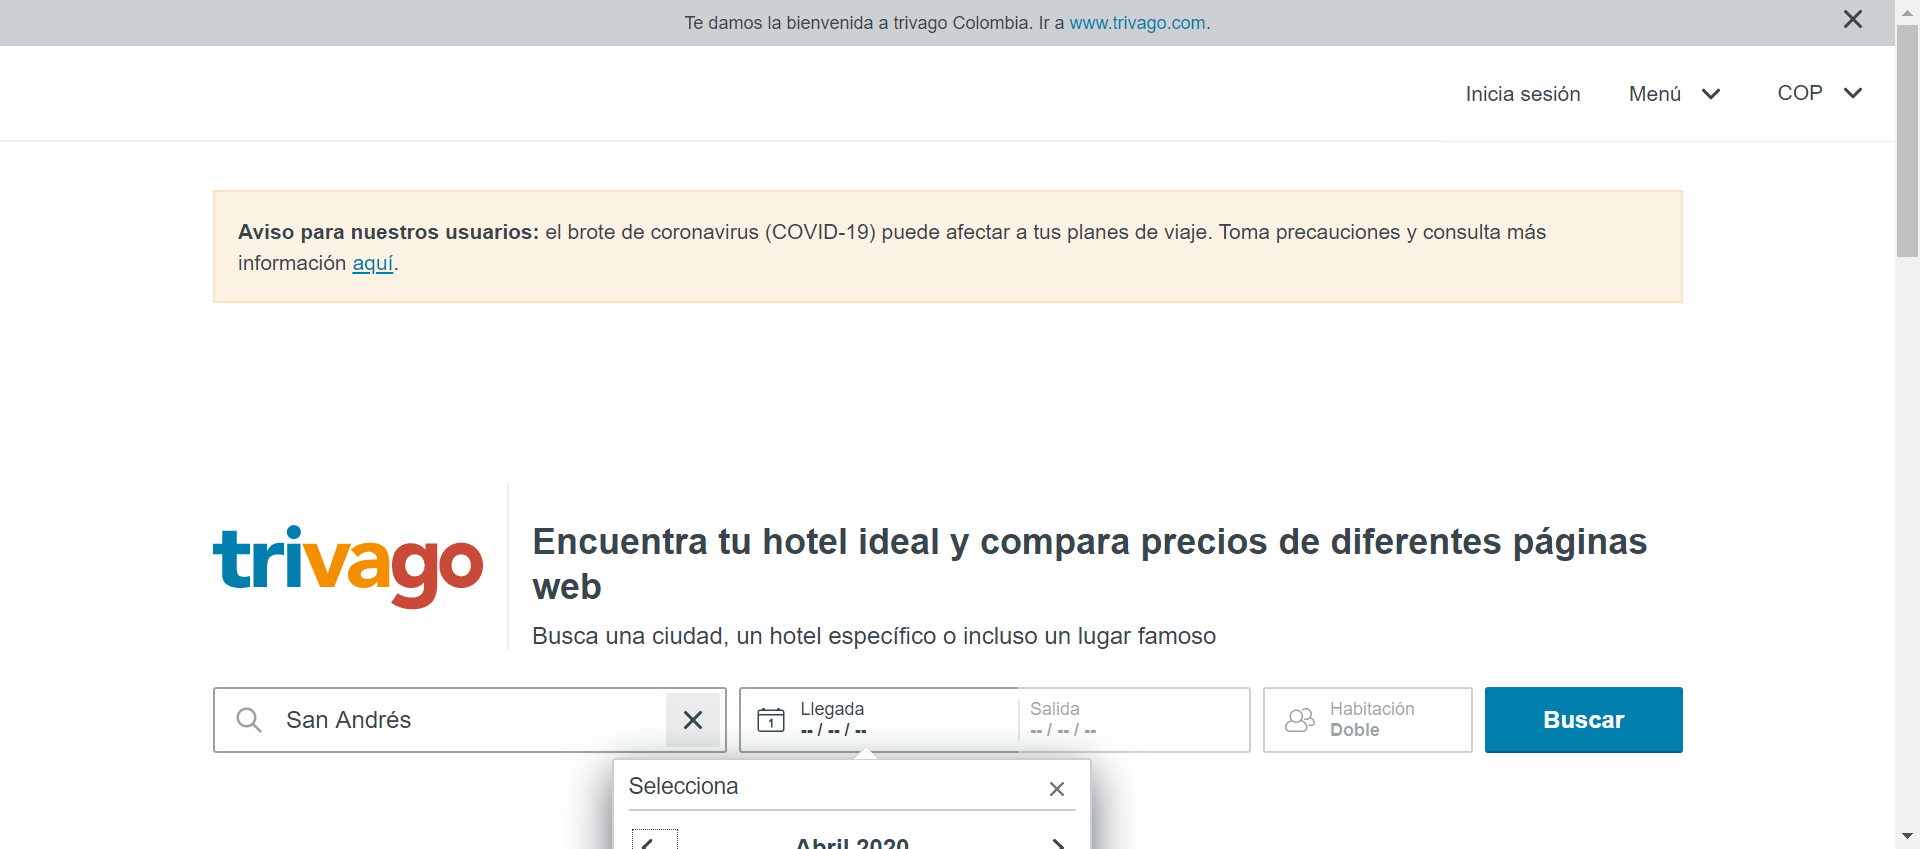 Te damos la bienvenida a trivago Colombia. Ir a www.trivago.com.
Inicia sesión
Menú
COP
Aviso para nuestros usuarios: el brote de coronavirus (COVID-19) puede afectar a tus planes de viaje. Toma precauciones y consulta más
información aquí.
trivago
Encuentra tu hotel ideal y compara precios de diferentes páginas
web
Busca una ciudad, un hotel específico o incluso un lugar famoso
San Andrés
1
Llegada
-- / -- / --
Salida
-- / -- / --
Habitación
Doble
Buscar
Selecciona
Abril 2020